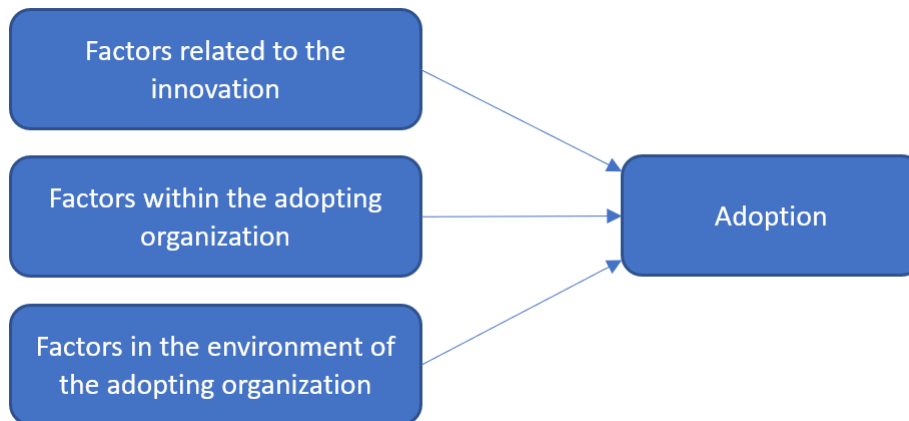 Factors related to the
innovation
Factors within the adopting
organization
Adoption
Factors in the environment of
the adopting organization